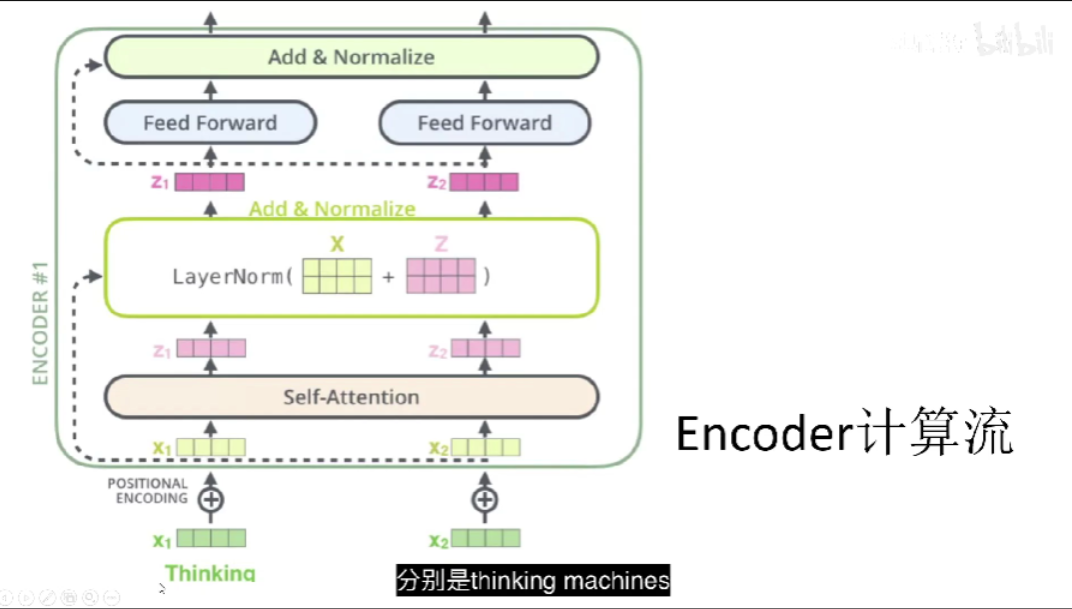 bilibili
Add & Normalize
Feed Forward Feed Forward
z1 z2
Add & Normalize
X Z
LayerNorm( + )
ENCODER #1
z1 z2
Self-Attention
x1 x2
Encoder计算流
POSITIONAL
ENCODING
x1 x2
Thinking
分别是thinking machines